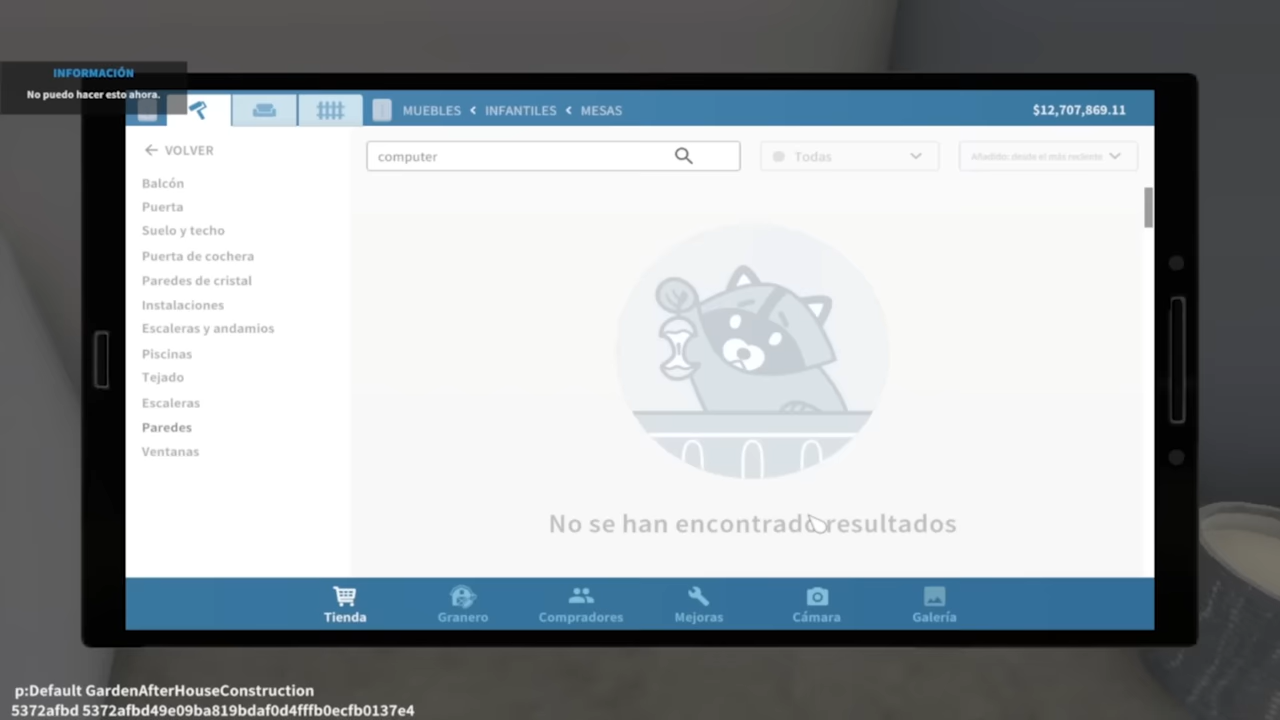 INFORMACIÓN
No puedo hacer esto ahora.
MUEBLES < INFANTILES < MESAS
$12,707,869.11
VOLVER
computer
Todas
Añadido: desde el más reciente
Balcón
Puerta
Suelo y techo
Puerta de cochera
Paredes de cristal
Instalaciones
Escaleras y andamios
Piscinas
Tejado
Escaleras
Paredes
Ventanas
No se han encontrado resultados
Tienda
Granero
Compradores
Mejoras
Cámara
Galería
p:Default GardenAfterHouseConstruction
5372afbd 5372afbd49e09ba819bdaf0d4fffb0ecfb0137e4